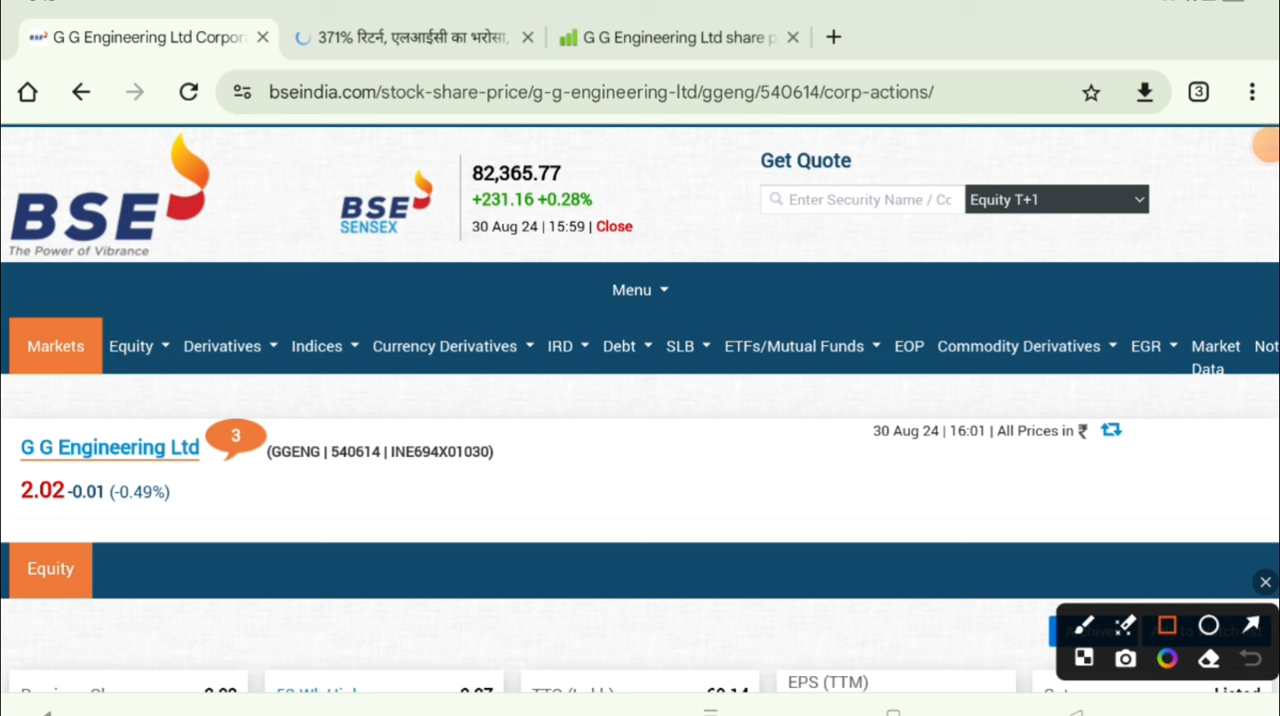 G G Engineering Ltd Corpor
371% रिटर्न, एलआईसी का भरोसा,
G G Engineering Ltd share p
bseindia.com/stock-share-price/g-g-engineering-ltd/ggeng/540614/corp-actions/
3
BSE
The Power of Vibrance
BSE
SENSEX
82,365.77
+231.16 +0.28%
30 Aug 24 | 15:59 | Close
Get Quote
Enter Security Name / Cc
Equity T+1
Menu
Markets Equity Derivatives Indices Currency Derivatives IRD Debt SLB ETFs/Mutual Funds EOP Commodity Derivatives EGR Market Data Not
G G Engineering Ltd
3
(GGENG | 540614 | INE694X01030)
30 Aug 24 | 16:01 | All Prices in ₹
2.02 -0.01 (-0.49%)
Equity
EPS (TTM)